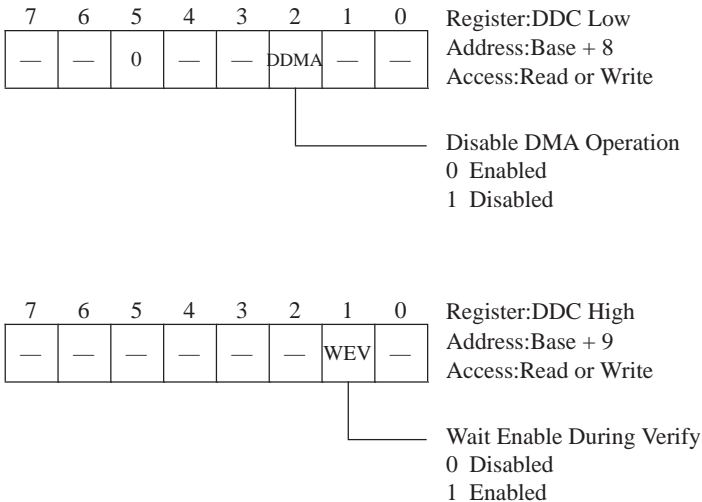 7 6 5 4 3 2 1 0
— — 0 — — DDMA — —
Register:DDC Low
Address:Base + 8
Access:Read or Write
Disable DMA Operation
0 Enabled
1 Disabled
7 6 5 4 3 2 1 0
— — — — — — WEV —
Register:DDC High
Address:Base + 9
Access:Read or Write
Wait Enable During Verify
0 Disabled
1 Enabled